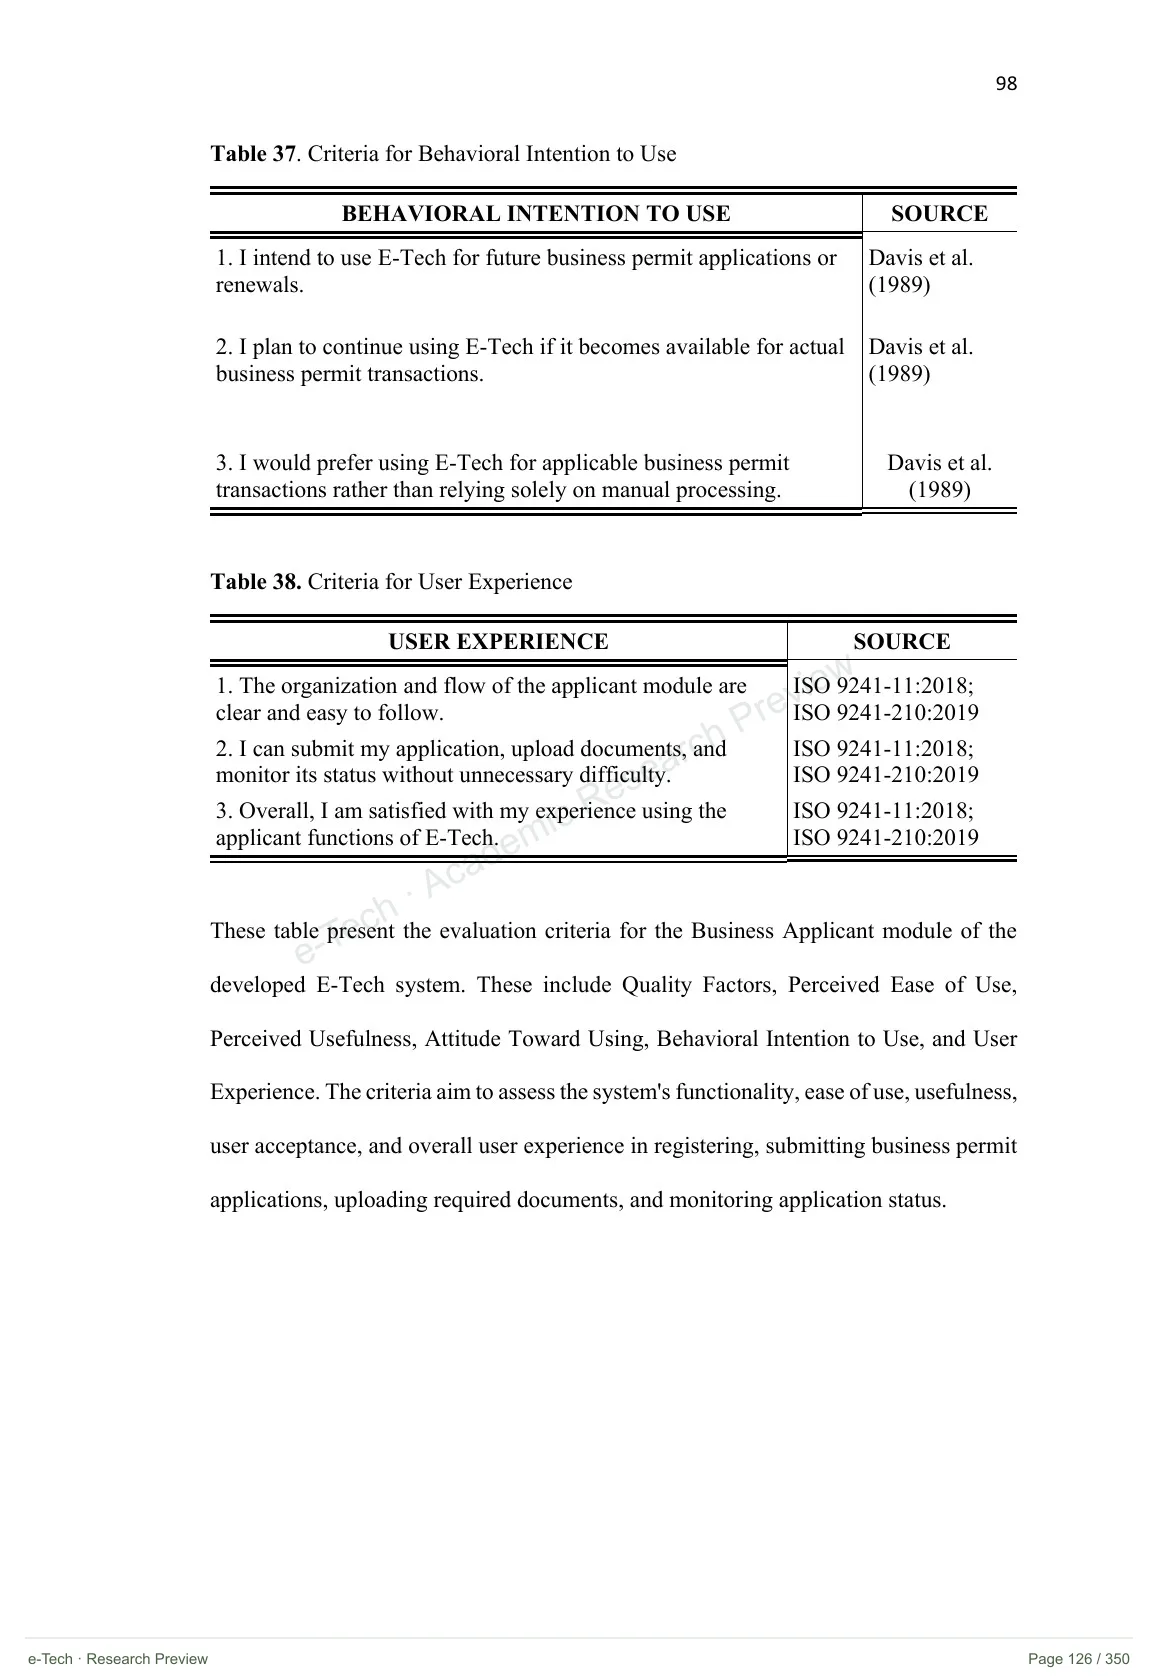 98
Table 37. Criteria for Behavioral Intention to Use
BEHAVIORAL INTENTION TO USE SOURCE
1. I intend to use E-Tech for future business permit applications or Davis et al.
renewals. (1989)
2. I plan to continue using E-Tech if it becomes available for actual Davis et al.
business permit transactions. (1989)
3. I would prefer using E-Tech for applicable business permit Davis et al.
transactions rather than relying solely on manual processing. (1989)
Table 38. Criteria for User Experience
USER EXPERIENCE SOURCE
1. The organization and flow of the applicant module are ISO 9241-11:2018;
clear and easy to follow. ISO 9241-210:2019
2. I can submit my application, upload documents, and ISO 9241-11:2018;
monitor its status without unnecessary difficulty. ISO 9241-210:2019
3. Overall, I am satisfied with my experience using the ISO 9241-11:2018;
applicant functions of E-Tech. ISO 9241-210:2019
e-Tech · Academic Research Preview
These table present the evaluation criteria for the Business Applicant module of the
developed E-Tech system. These include Quality Factors, Perceived Ease of Use,
Perceived Usefulness, Attitude Toward Using, Behavioral Intention to Use, and User
Experience. The criteria aim to assess the system's functionality, ease of use, usefulness,
user acceptance, and overall user experience in registering, submitting business permit
applications, uploading required documents, and monitoring application status.
e-Tech · Research Preview Page 126 / 350